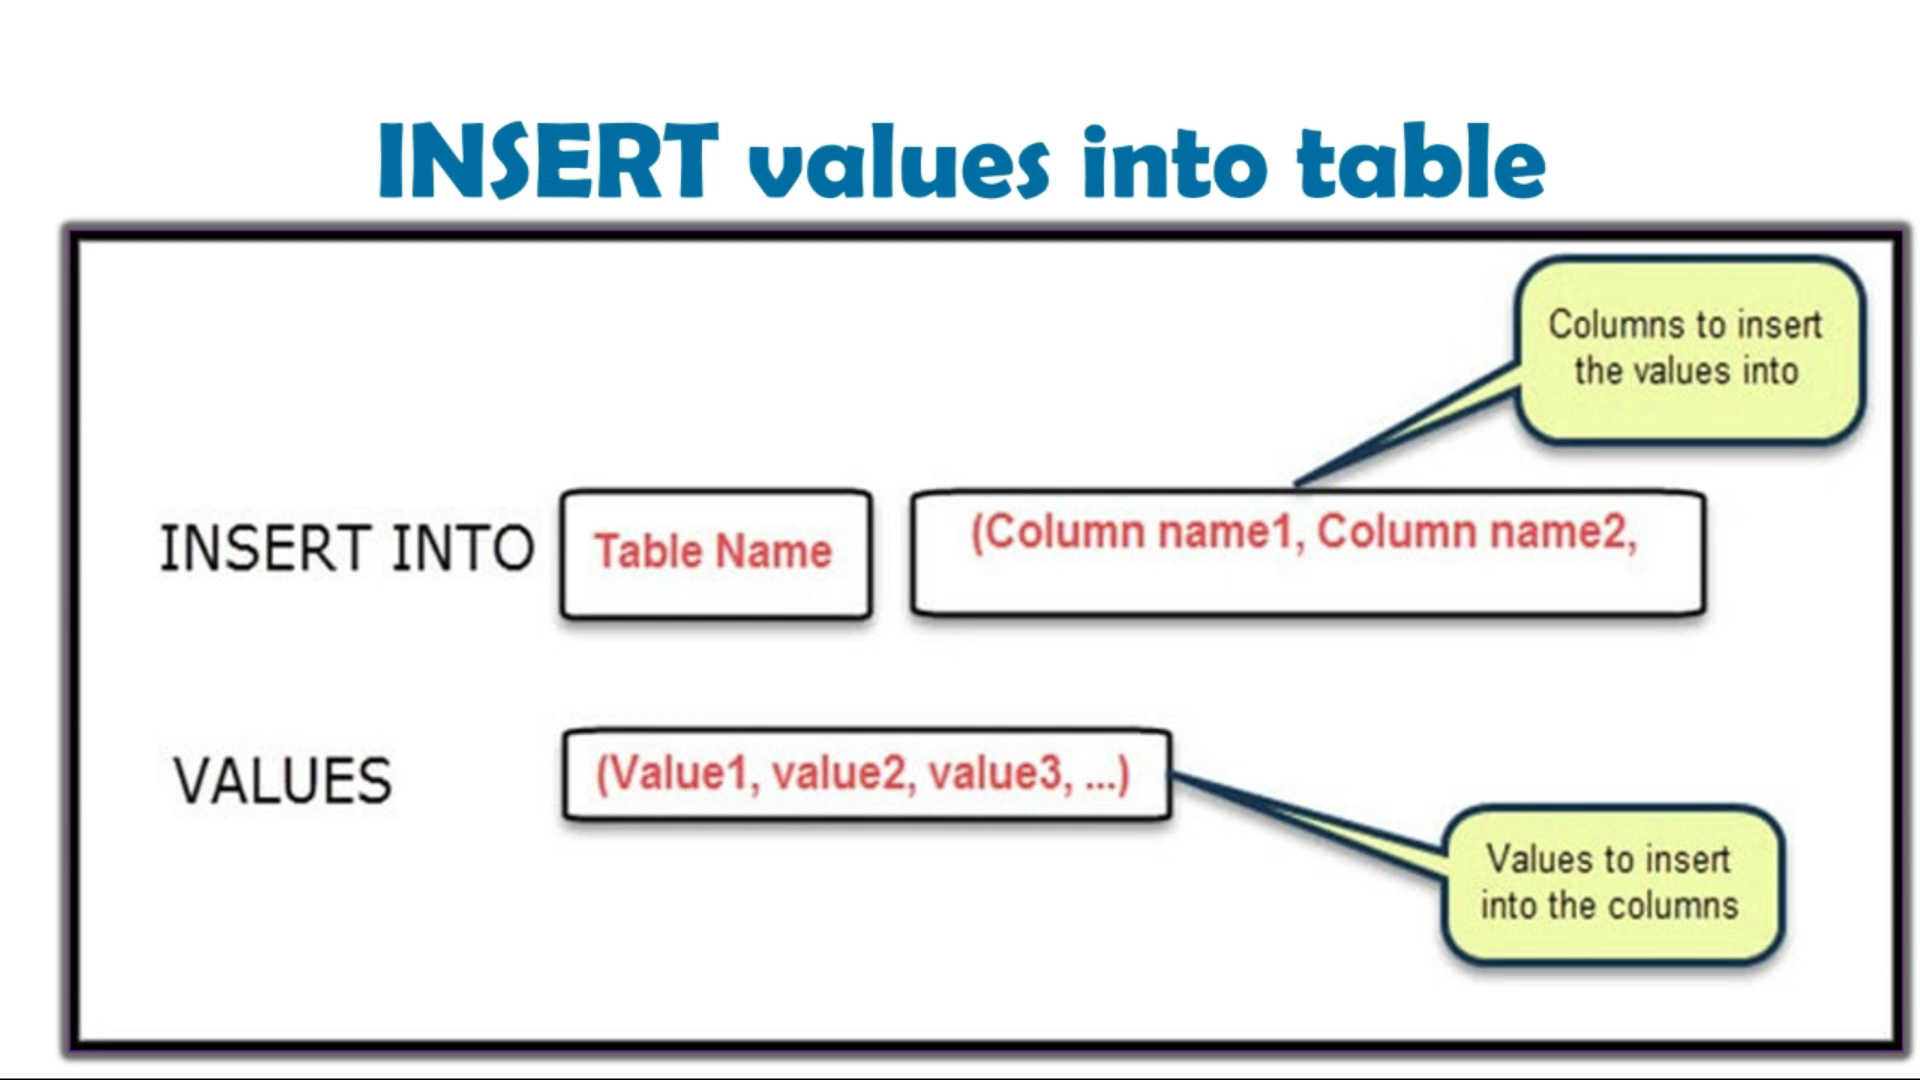 INSERT values into table
Columns to insert
the values into
INSERT INTO Table Name (Column name1, Column name2,
VALUES (Value1, value2, value3, ...)
Values to insert
into the columns